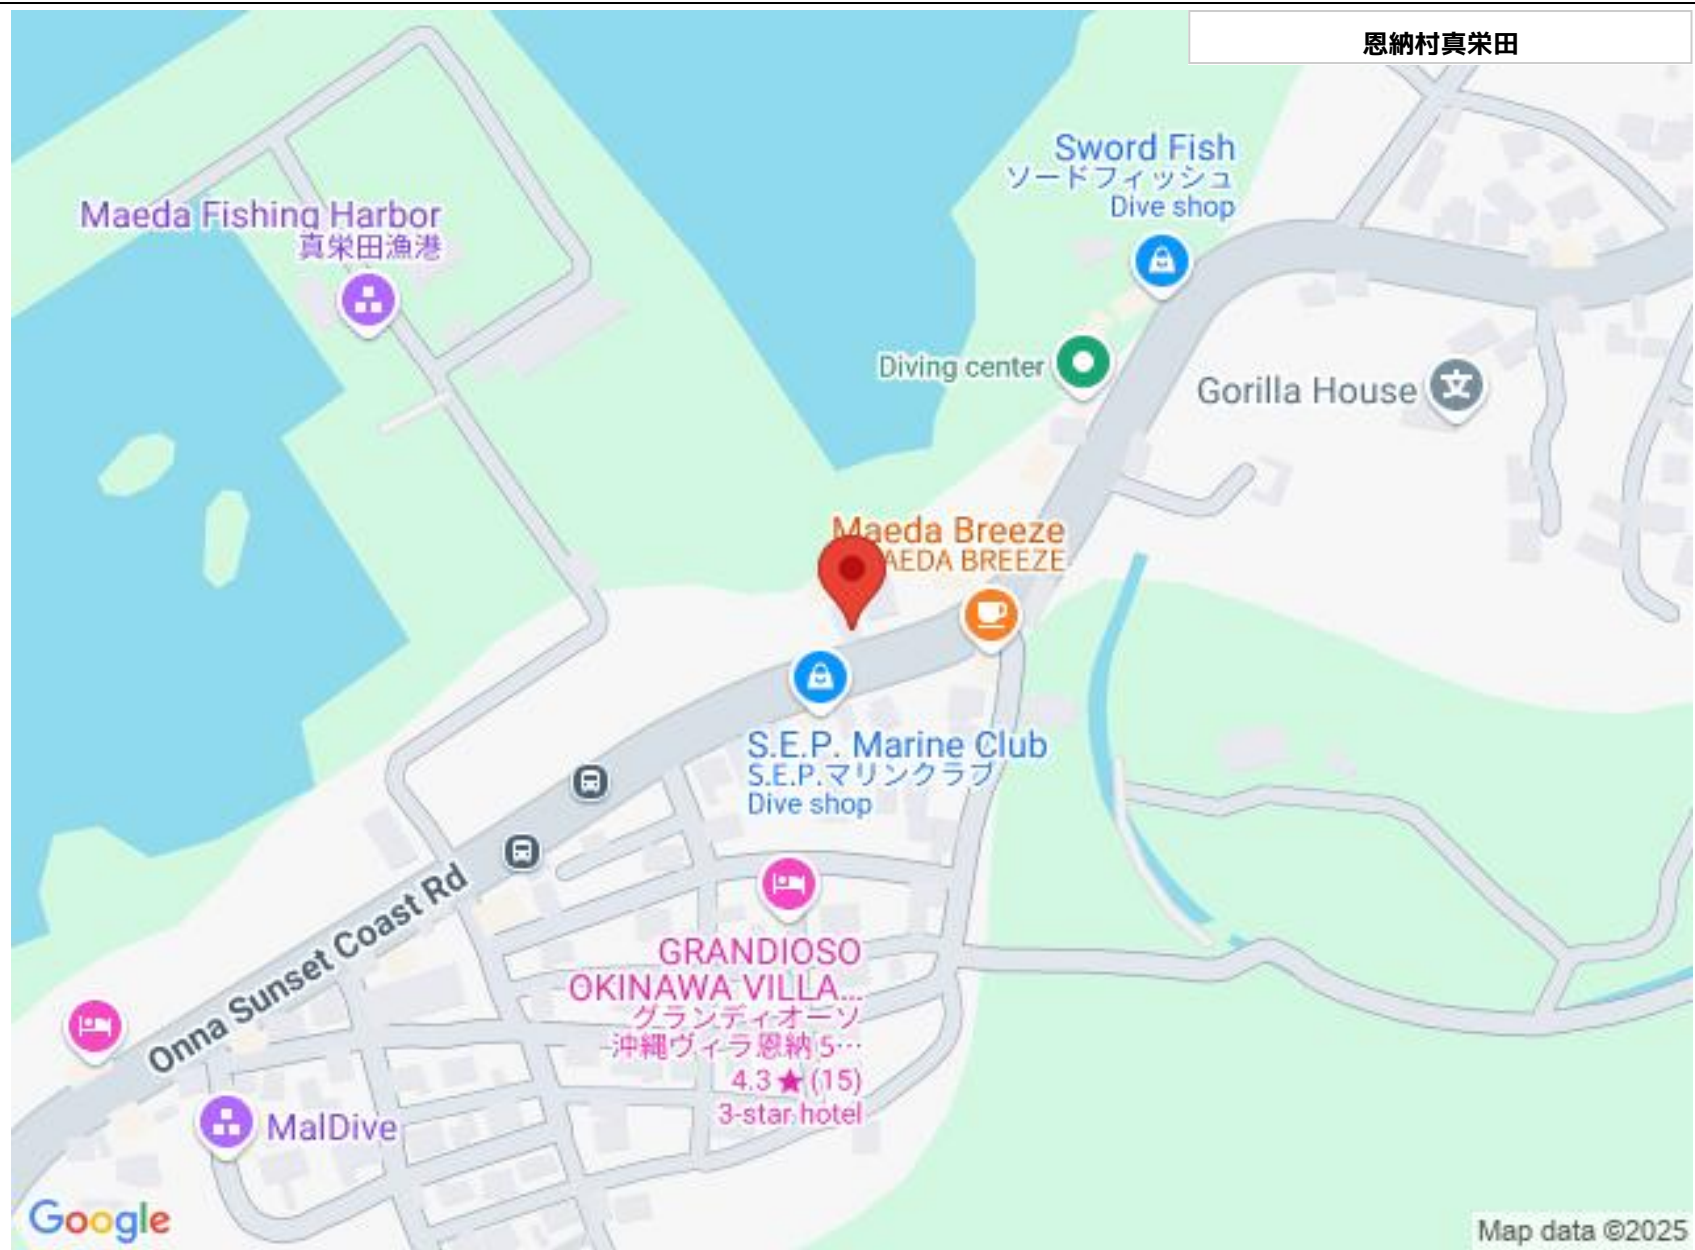 恩納村真栄田
Sword Fish
ソードフィッシュ
Dive shop
Maeda Fishing Harbor
真栄田漁港
Diving center
Gorilla House
文
Maeda Breeze
AEDA BREEZE
S.E.P. Marine Club
S.E.P.マリンクラブ
Dive shop
Onna Sunset Coast Rd
GRANDIOSO
OKINAWA VILLA...
グランディオーソ
沖縄ヴィラ恩納 5…
4.3★(15)
3-star hotel
MalDive
Google
Map data ©2025